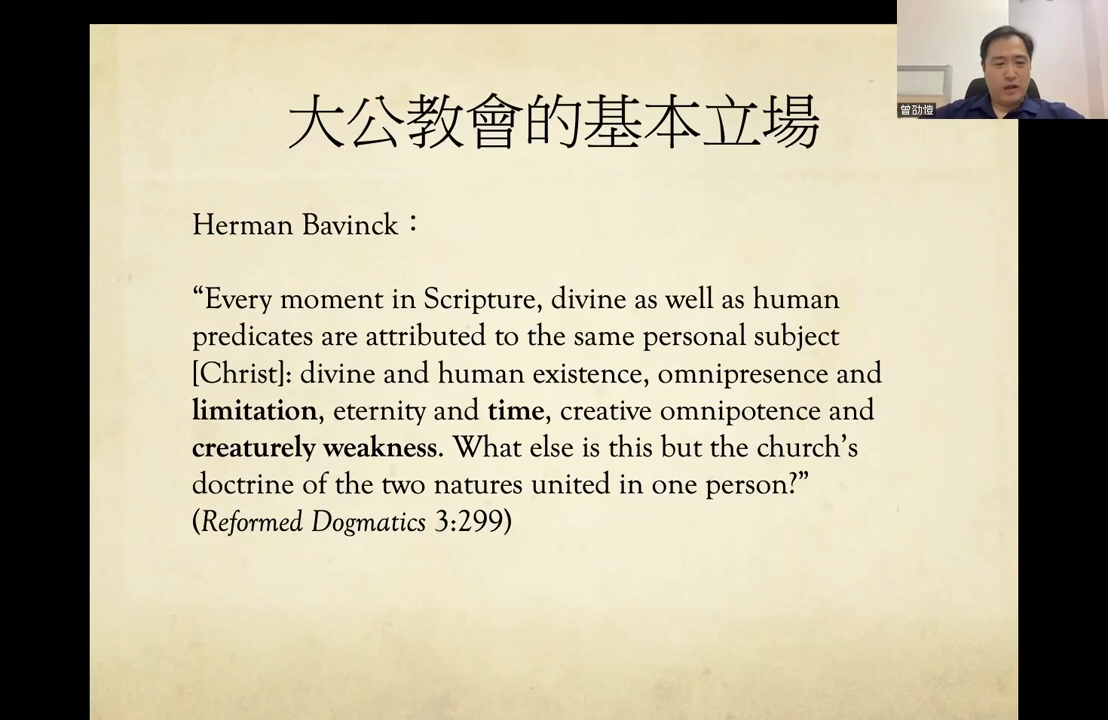 大公教會的基本立場
曾劭愷
Herman Bavinck：
“Every moment in Scripture, divine as well as human
predicates are attributed to the same personal subject
[Christ]: divine and human existence, omnipresence and
limitation, eternity and time, creative omnipotence and
creaturely weakness. What else is this but the church’s
doctrine of the two natures united in one person?”
(Reformed Dogmatics 3:299)